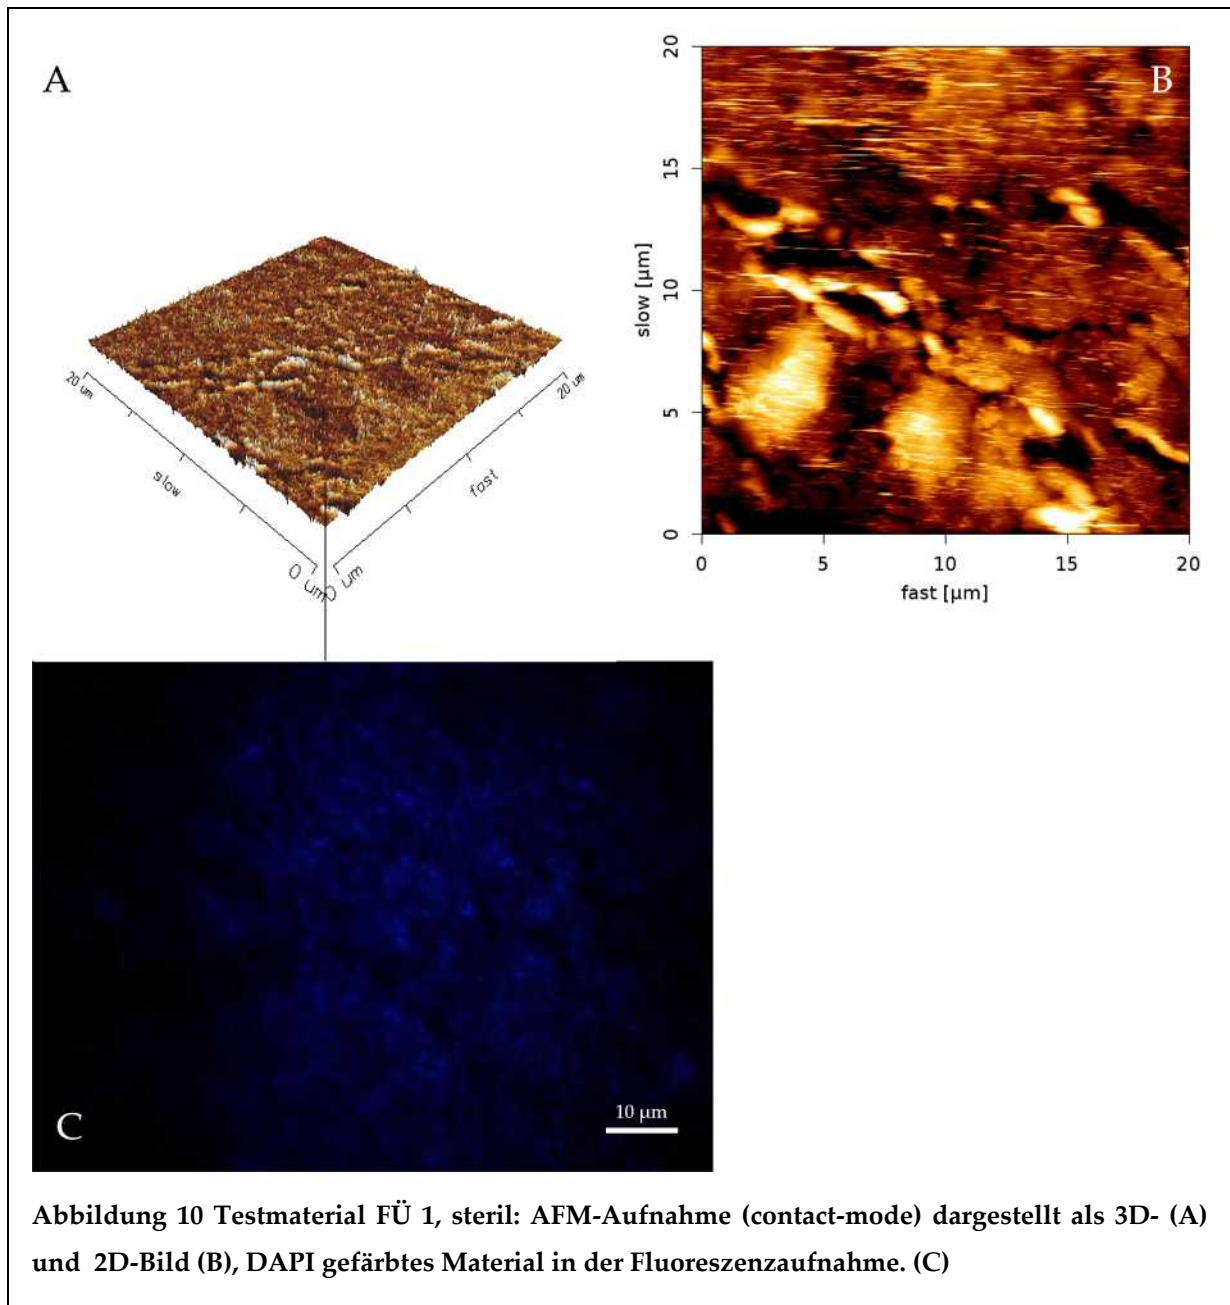 A
B
20
15
10
5
0
slow [µm]
0 5 10 15 20
fast [µm]
20 um
20 um
slow
fast
0 um
0 um
C
10 µm
Abbildung 10 Testmaterial FÜ 1, steril: AFM-Aufnahme (contact-mode) dargestellt als 3D- (A)
und 2D-Bild (B), DAPI gefärbtes Material in der Fluoreszenzaufnahme. (C)